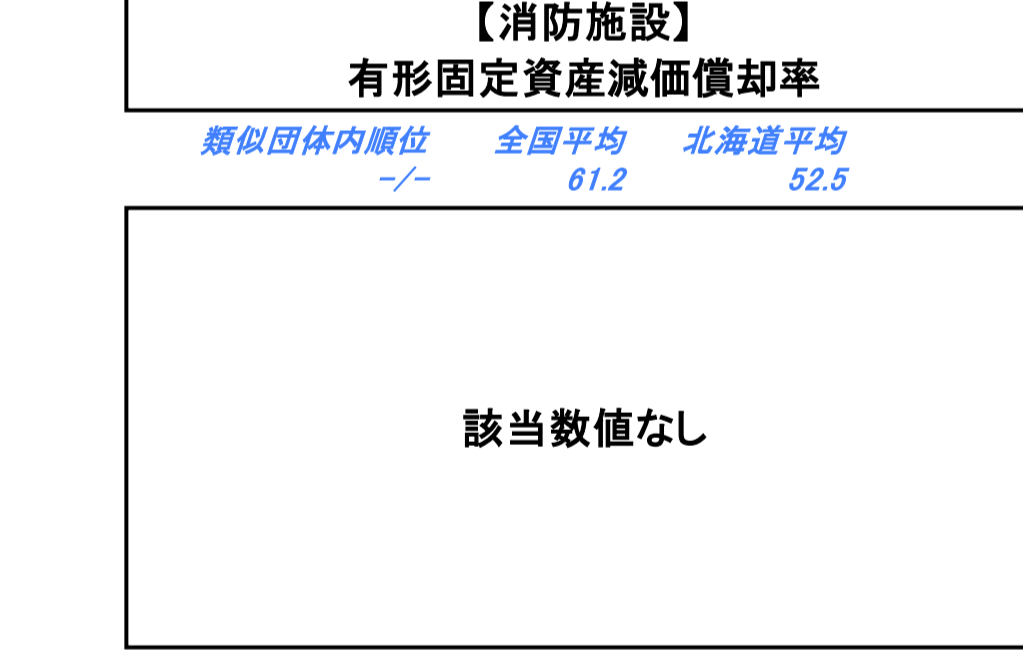 【消防施設】
有形固定資産減価償却率
類似団体内順位 全国平均 北海道平均
-/- 61.2 52.5
該当数値なし